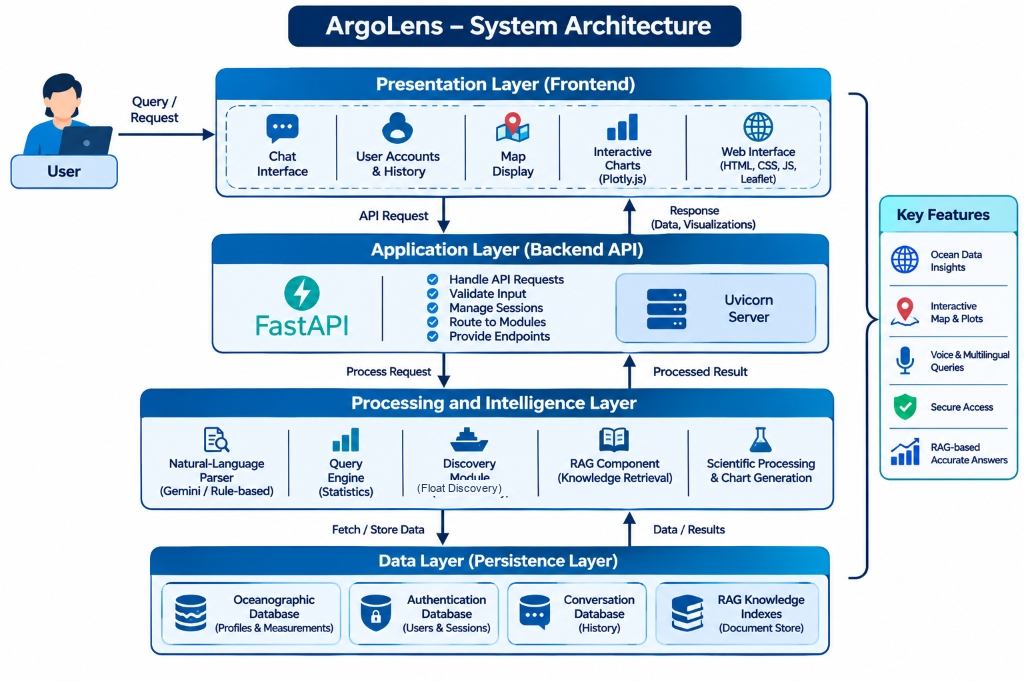 ArgoLens – System Architecture
Query /
Request
User
Presentation Layer (Frontend)
Chat
Interface
User Accounts
& History
Map
Display
Interactive
Charts
(Plotly.js)
Web Interface
(HTML, CSS, JS,
Leaflet)
API Request
Response
(Data, Visualizations)
Application Layer (Backend API)
FastAPI
Handle API Requests
Validate Input
Manage Sessions
Route to Modules
Provide Endpoints
Uvicorn
Server
Process Request
Processed Result
Processing and Intelligence Layer
Natural-Language
Parser
(Gemini / Rule-based)
Query
Engine
(Statistics)
Discovery
Module
(Float Discovery)
RAG Component
(Knowledge Retrieval)
Scientific Processing
& Chart Generation
Fetch / Store Data
Data / Results
Data Layer (Persistence Layer)
Oceanographic
Database
(Profiles & Measurements)
Authentication
Database
(Users & Sessions)
Conversation
Database
(History)
RAG Knowledge
Indexes
(Document Store)
Key Features
Ocean Data
Insights
Interactive
Map & Plots
Voice & Multilingual
Queries
Secure Access
RAG-based
Accurate Answers